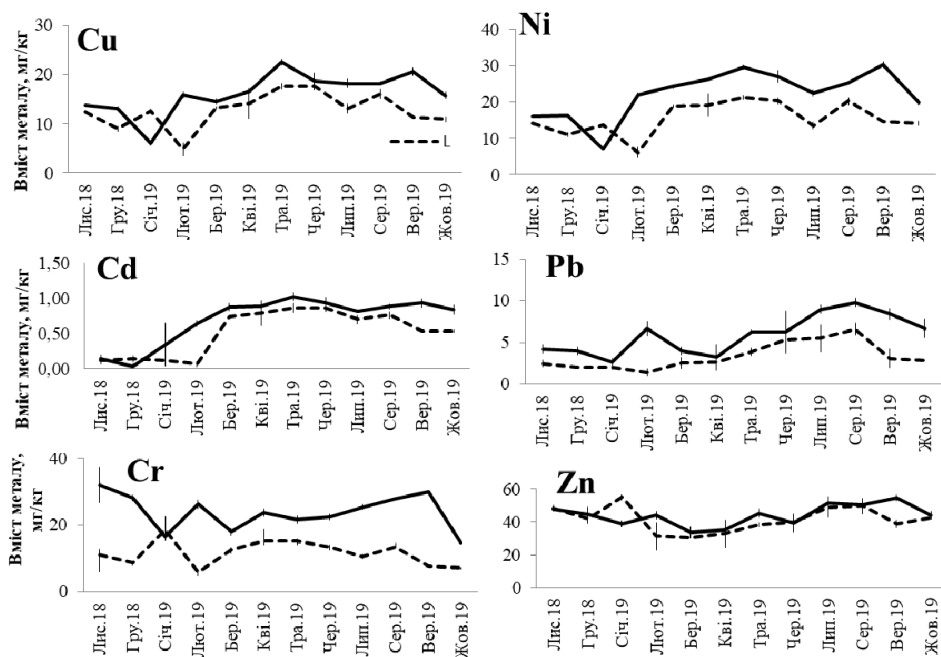 Cu
Вміст металу, мг/кг
30
20
10
0
L
Лис.18
Гру.18
Січ.19
Лют.19
Бер.19
Кві.19
Тра.19
Чер.19
Лип.19
Сер.19
Вер.19
Жов.19
Ni
40
30
20
10
0
Лис.18
Гру.18
Січ.19
Лют.19
Бер.19
Кві.19
Тра.19
Чер.19
Лип.19
Сер.19
Вер.19
Жов.19
Cd
Вміст металу, мг/кг
1,50
1,00
0,50
0,00
Лис.18
Гру.18
Січ.19
Лют.19
Бер.19
Кві.19
Тра.19
Чер.19
Лип.19
Сер.19
Вер.19
Жов.19
Pb
15
10
5
0
Лис.18
Гру.18
Січ.19
Лют.19
Бер.19
Кві.19
Тра.19
Чер.19
Лип.19
Сер.19
Вер.19
Жов.19
Cr
Вміст металу,
мг/кг
40
20
0
Лис.18
Гру.18
Січ.19
Лют.19
Бер.19
Кві.19
Тра.19
Чер.19
Лип.19
Сер.19
Вер.19
Жов.19
Zn
60
40
20
0
Лис.18
Гру.18
Січ.19
Лют.19
Бер.19
Кві.19
Тра.19
Чер.19
Лип.19
Сер.19
Вер.19
Жов.19